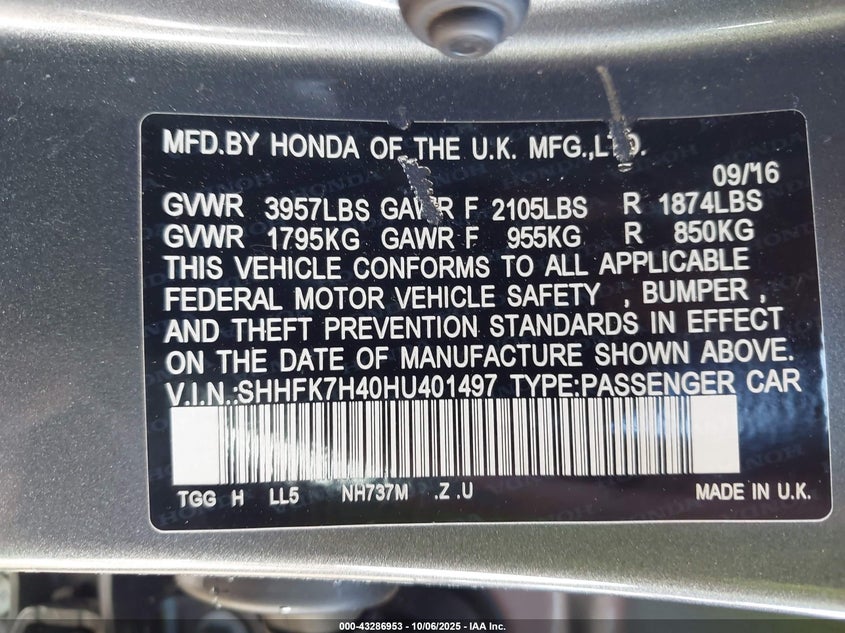 MFD.BY HONDA OF THE U.K. MFG.,LTD.
09/16
GVWR 3957LBS GAWR F 2105LBS R 1874LBS
GVWR 1795KG GAWR F 955KG R 850KG
THIS VEHICLE CONFORMS TO ALL APPLICABLE
FEDERAL MOTOR VEHICLE SAFETY , BUMPER ,
AND THEFT PREVENTION STANDARDS IN EFFECT
ON THE DATE OF MANUFACTURE SHOWN ABOVE.
V.I.N.:SHHFK7H40HU401497 TYPE:PASSENGER CAR
TGG H LL5 NH737M .Z .U MADE IN U.K.
000-43286953 - 10/06/2025 - IAA Inc.